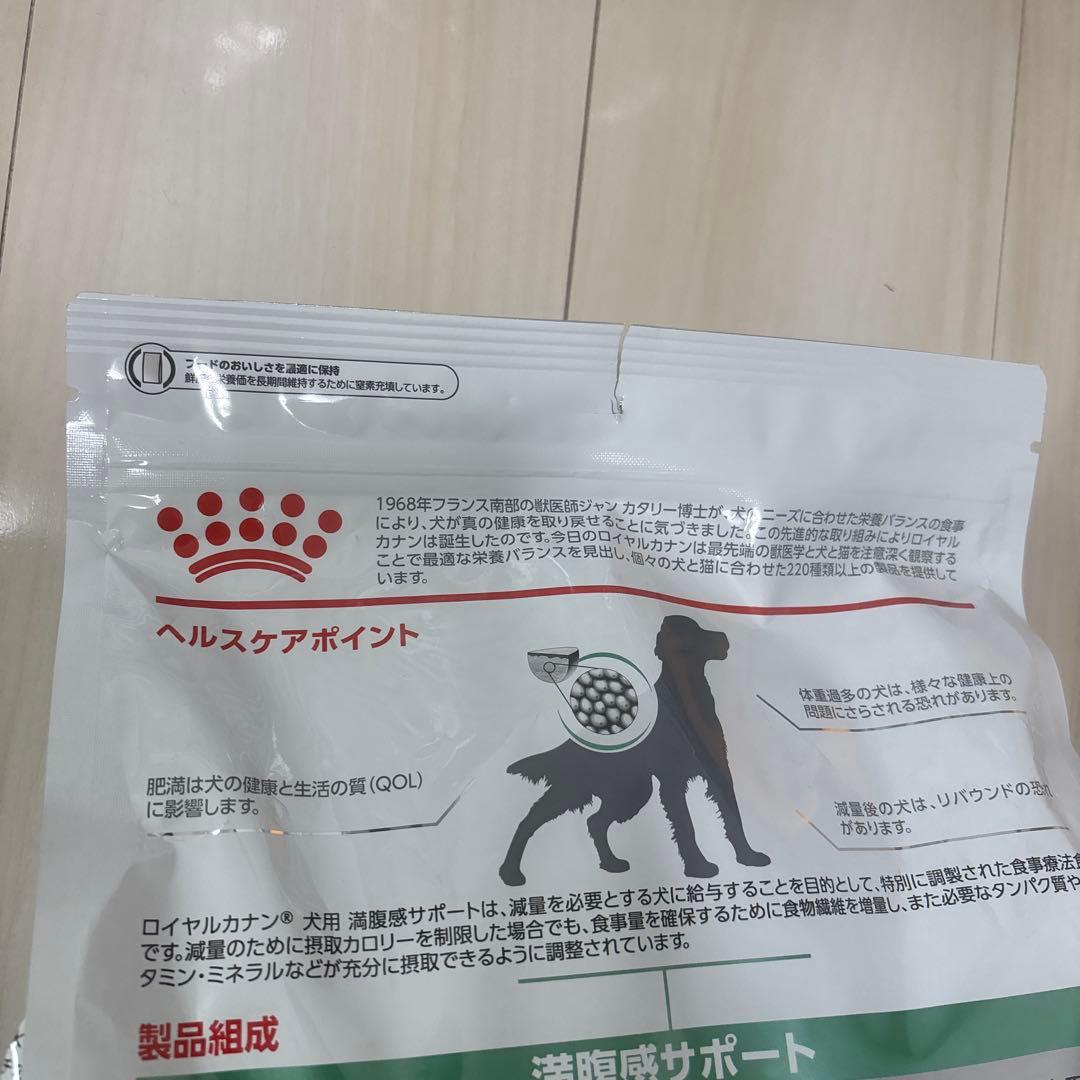 フードのおいしさを最適に保持
鮮度と栄養価を長期間維持するために窒素充填しています。
1968年フランス南部の獣医師ジャン カタリー博士が、犬のニーズに合わせた栄養バランスの食事
により、犬が真の健康を取り戻せることに気づきました。この先進的な取り組みによりロイヤル
カナンは誕生したのです。今日のロイヤルカナンは最先端の獣医学と犬と猫を注意深く観察する
ことで最適な栄養バランスを見出し、個々の犬と猫に合わせた220種類以上の製品を提供して
います。
ヘルスケアポイント
体重過多の犬は、様々な健康上の
問題にさらされる恐れがあります。
肥満は犬の健康と生活の質（QOL）
に影響します。
減量後の犬は、リバウンドの恐れ
があります。
ロイヤルカナン® 犬用 満腹感サポートは、減量を必要とする犬に給与することを目的として、特別に調製された食事療法食
です。減量のために摂取カロリーを制限した場合でも、食事量を確保するために食物繊維を増量し、また必要なタンパク質や
タミン・ミネラルなどが充分に摂取できるように調整されています。
製品組成
満腹感サポート